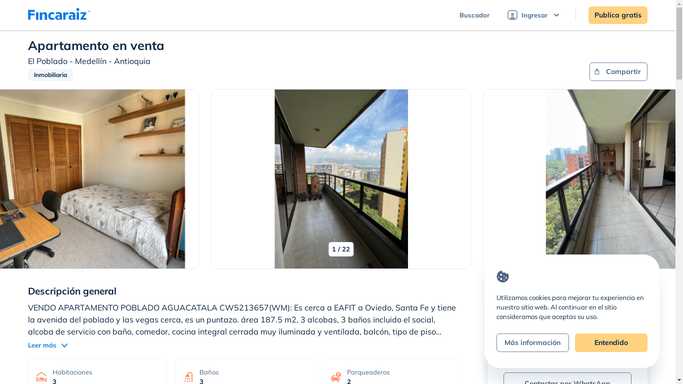 Fincaraiz
Buscador
Ingresar
Publica gratis
Apartamento en venta
El Poblado - Medellín - Antioquia
Inmobiliaria
Compartir
1 / 22
Descripción general
VENDO APARTAMENTO POBLADO AGUACATALA CW5213657(WM): Es cerca a EAFIT a Oviedo, Santa Fe y tiene
la avenida del poblado y las vegas cerca, es un puntazo. área 187.5 m2, 3 alcobas, 3 baños incluido el social,
alcoba de servicio con baño, comedor, cocina integral cerrada muy iluminada y ventilada, balcón, tipo de piso...
Leer más
Habitaciones
3
Baños
3
Parqueaderos
2
Utilizamos cookies para mejorar tu experiencia en
nuestro sitio web. Al continuar en el sitio
consideramos que aceptas su uso.
Más información
Entendido
Contactar por WhatsApp